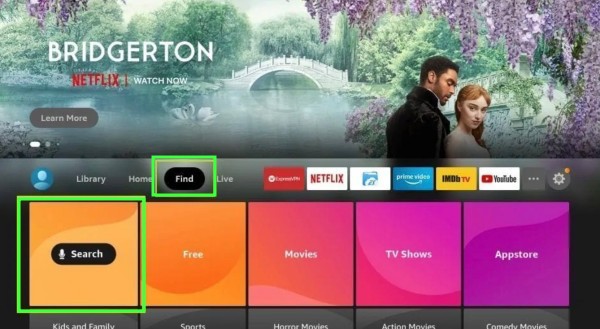 BRIDGERTON
NETFLIX | WATCH NOW
Learn More
Library Home Find Live ExpressVPN NETFLIX prime video IMDb TV YouTube
Search Free Movies TV Shows Appstore
Kids and Family Sports Horror Movies Action Movies Comedy Movies